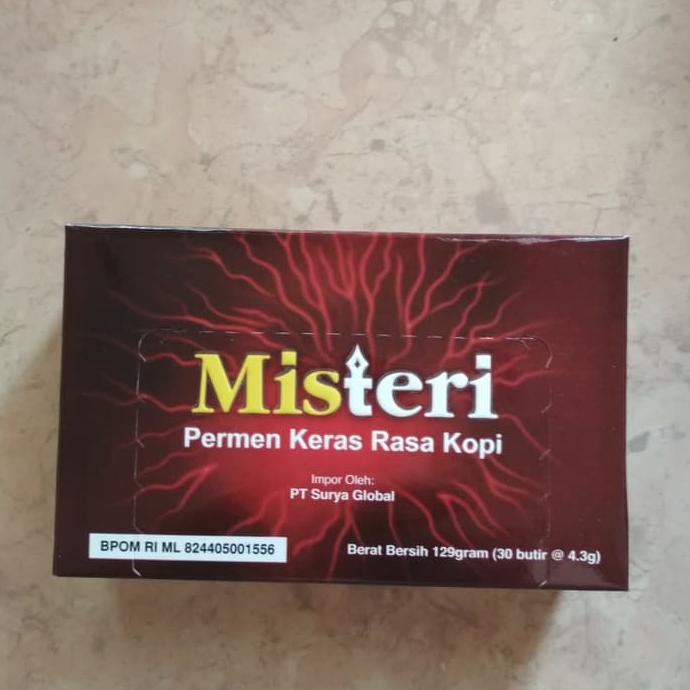 Misteri
Permen Keras Rasa Kopi
Impor Oleh:
PT Surya Global
BPOM RI ML 824405001556
Berat Bersih 129gram (30 butir @ 4.3g)